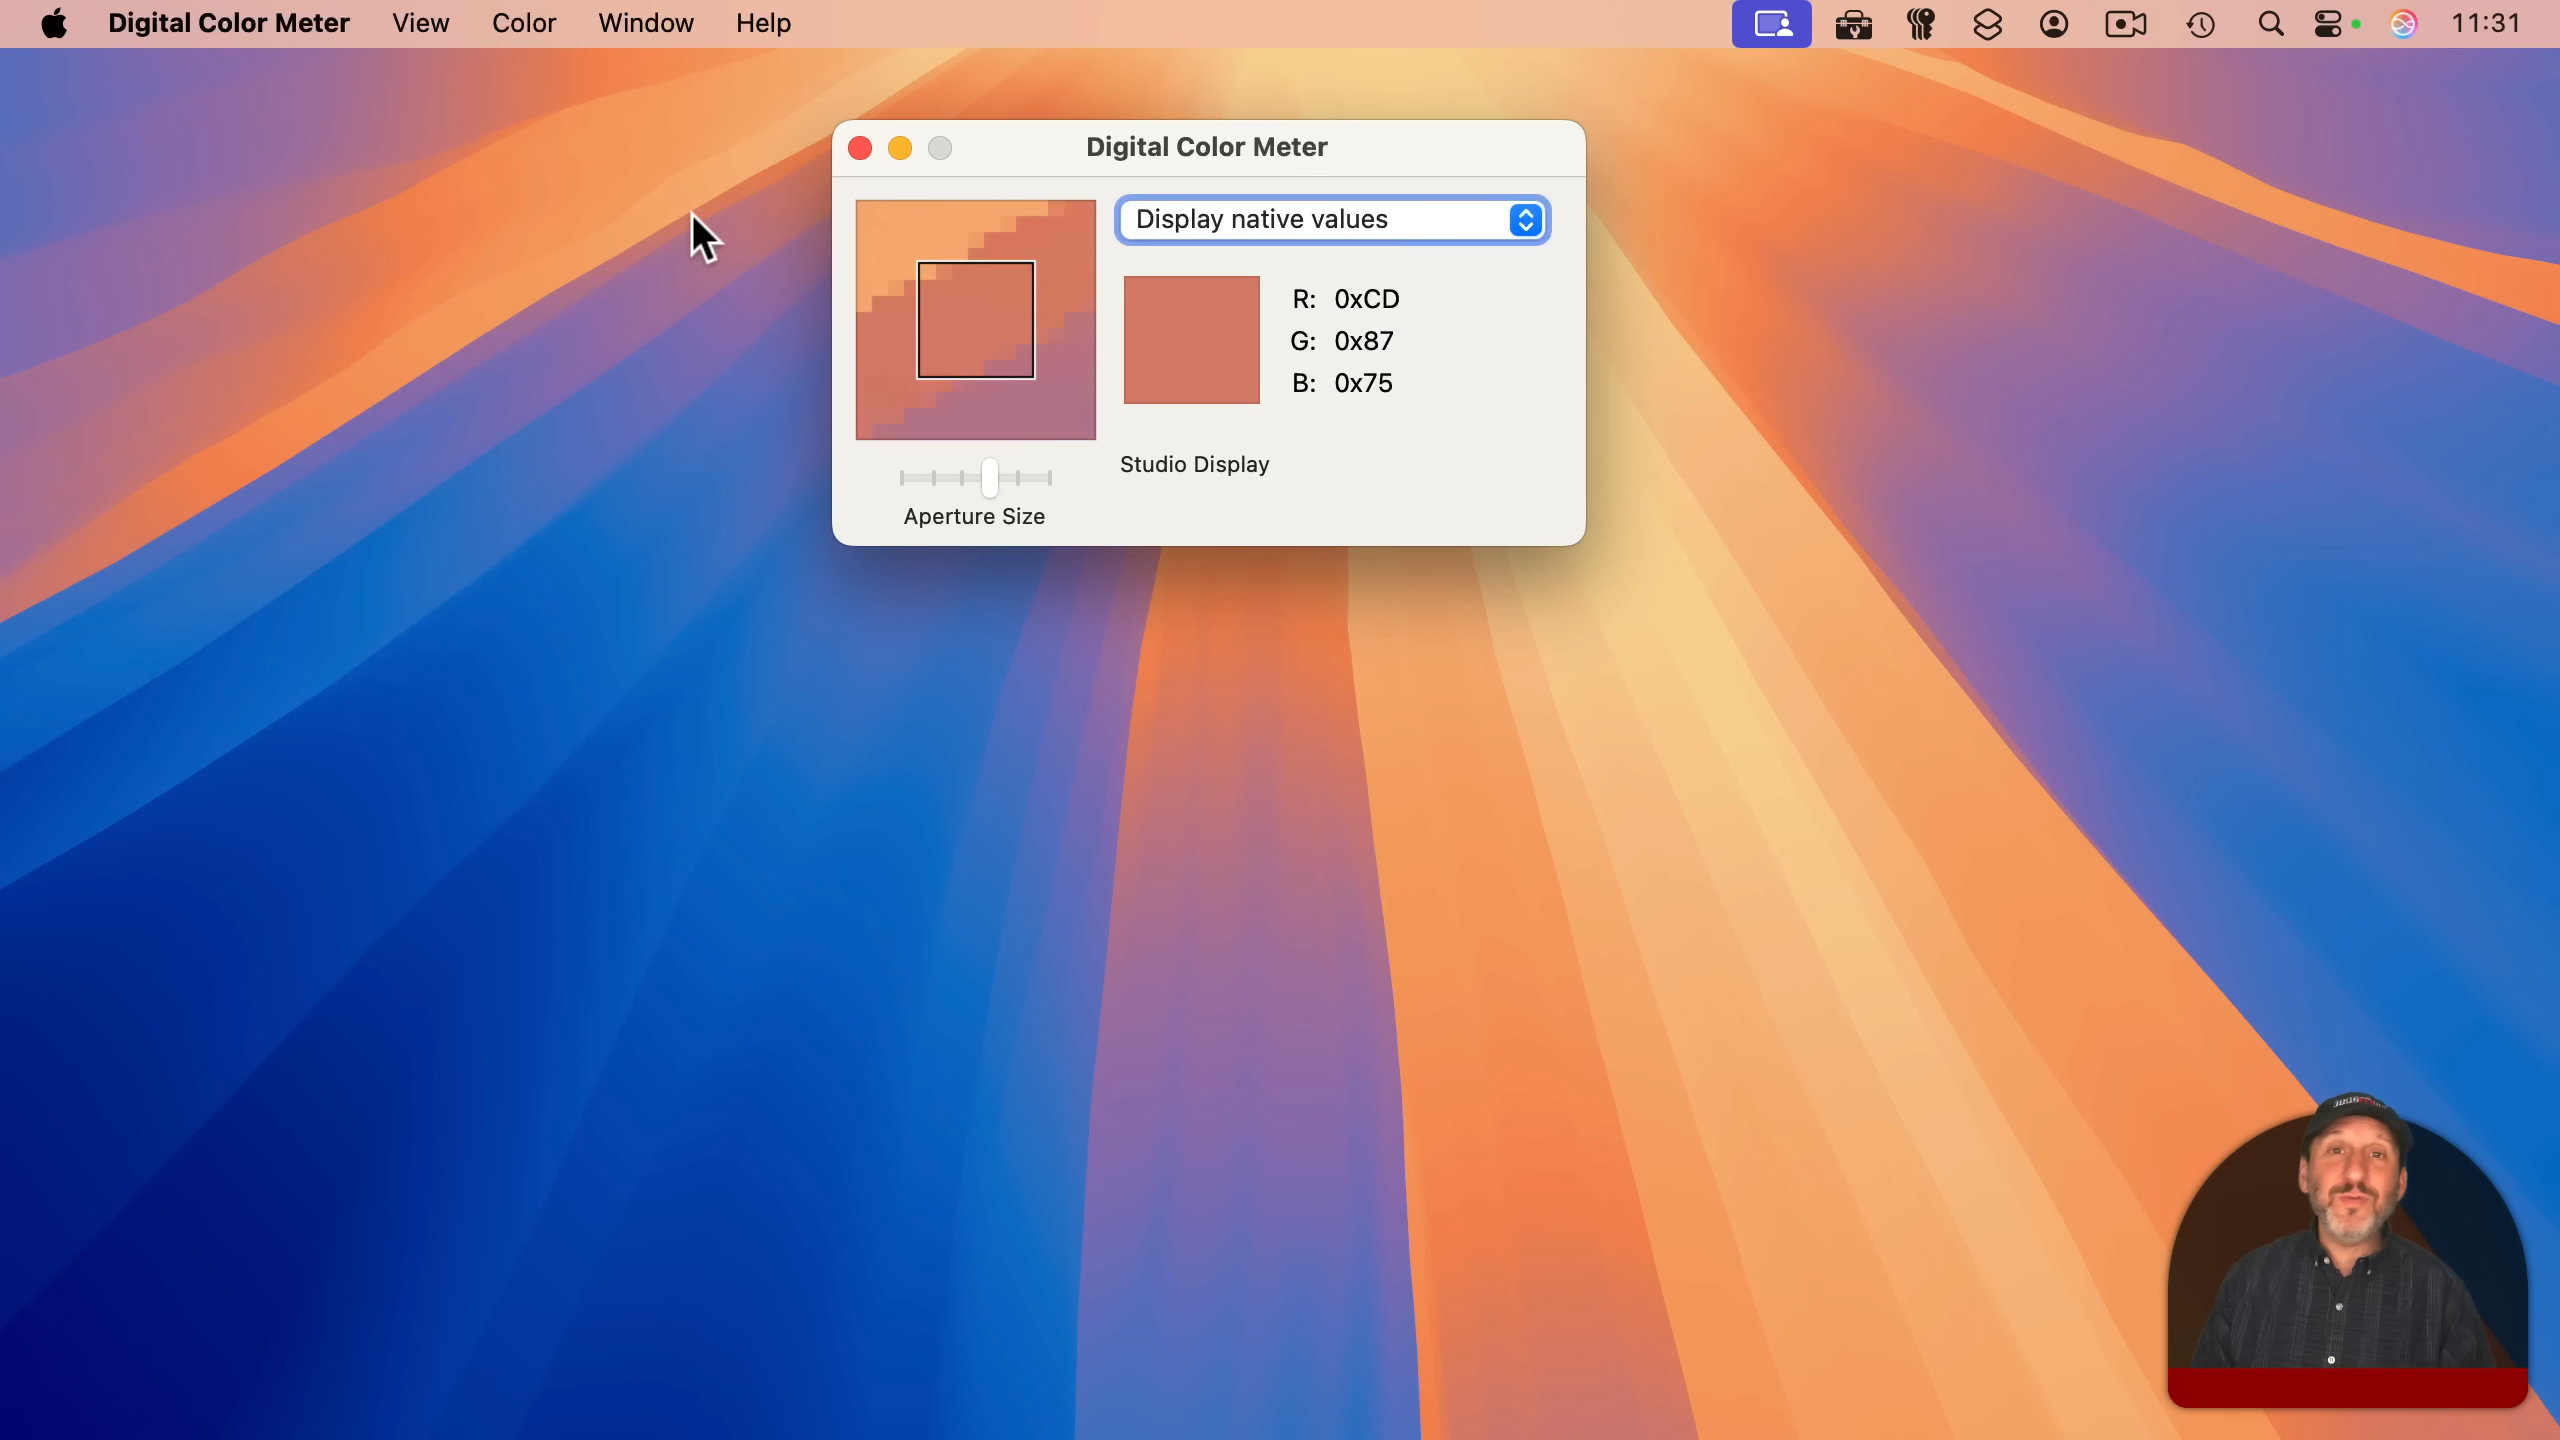 Digital Color Meter View Color Window Help 11:31
Digital Color Meter
Display native values
R: 0xCD
G: 0x87
B: 0x75
Studio Display
Aperture Size